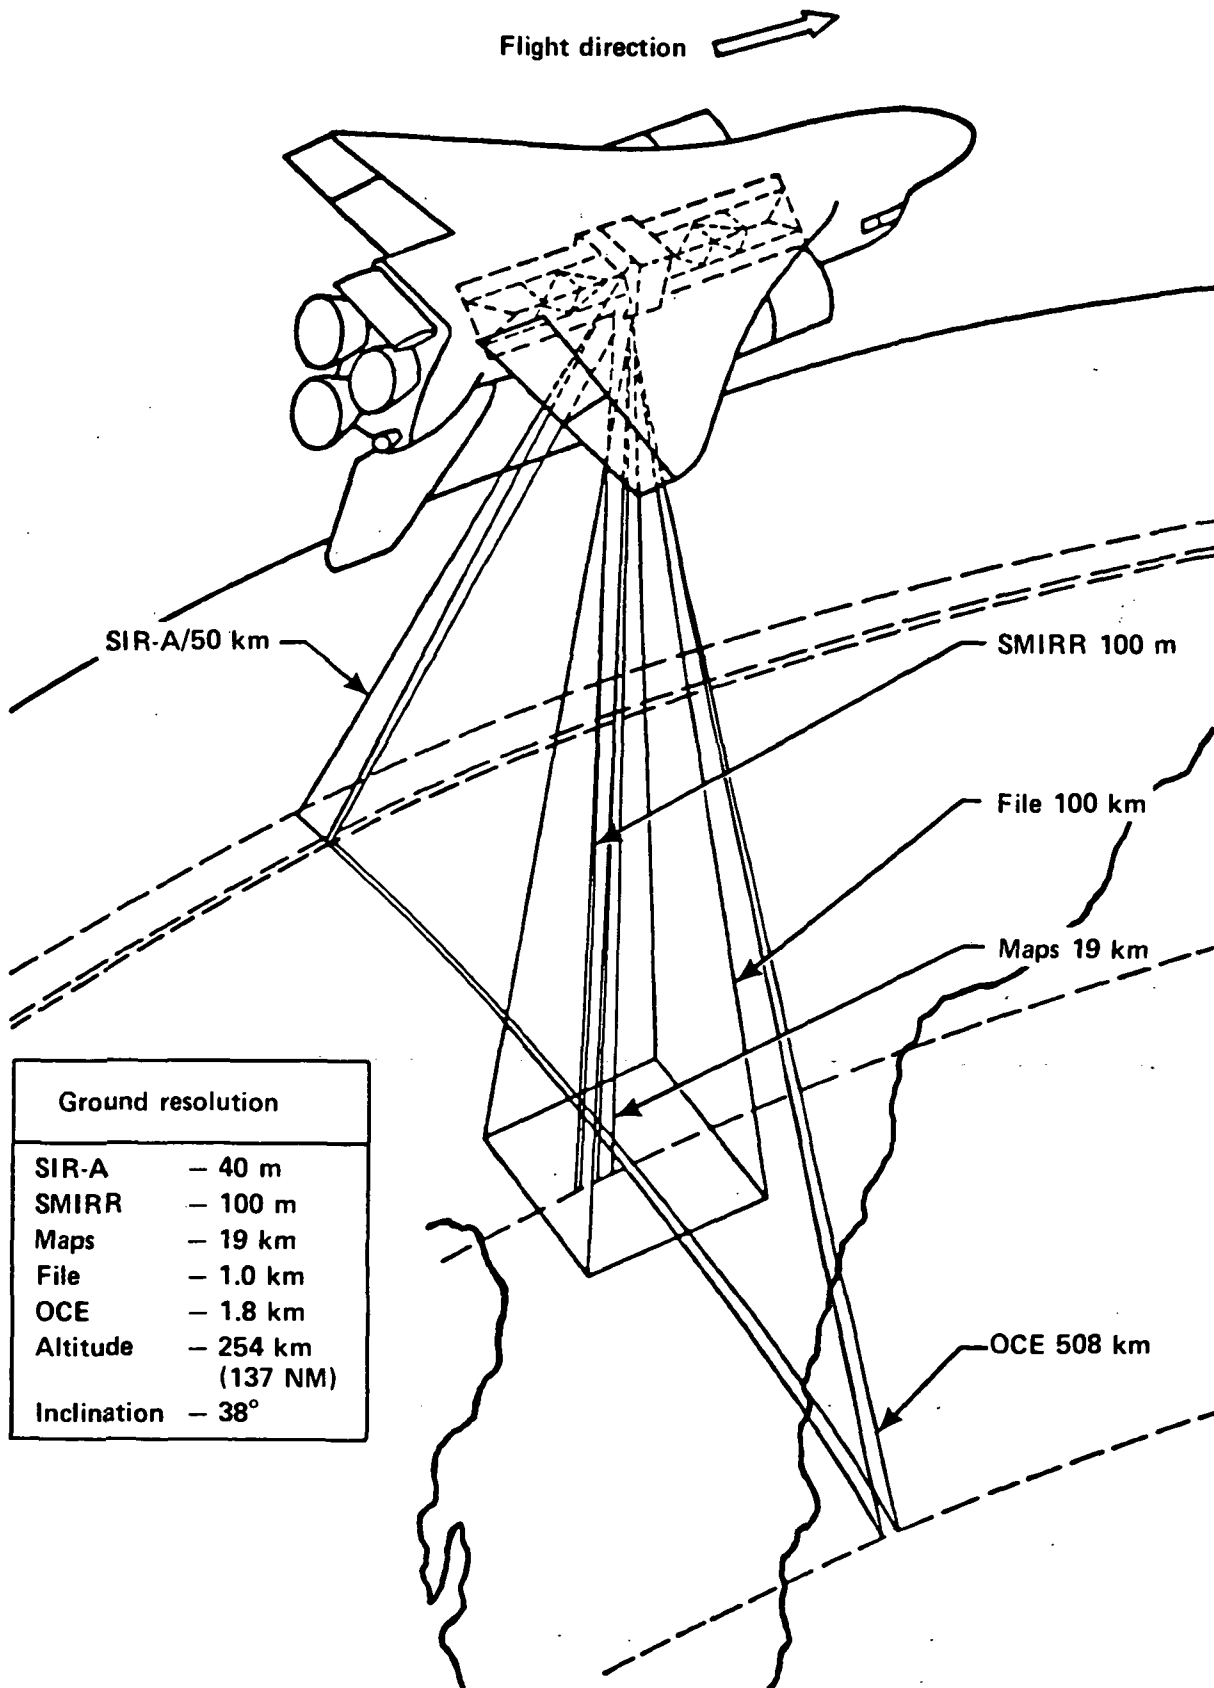 Flight direction
SIR-A/50 km
SMIRR 100 m
File 100 km
Maps 19 km
Ground resolution
SIR-A – 40 m
SMIRR – 100 m
Maps – 19 km
File – 1.0 km
OCE – 1.8 km
Altitude – 254 km
(137 NM)
Inclination – 38°
OCE 508 km